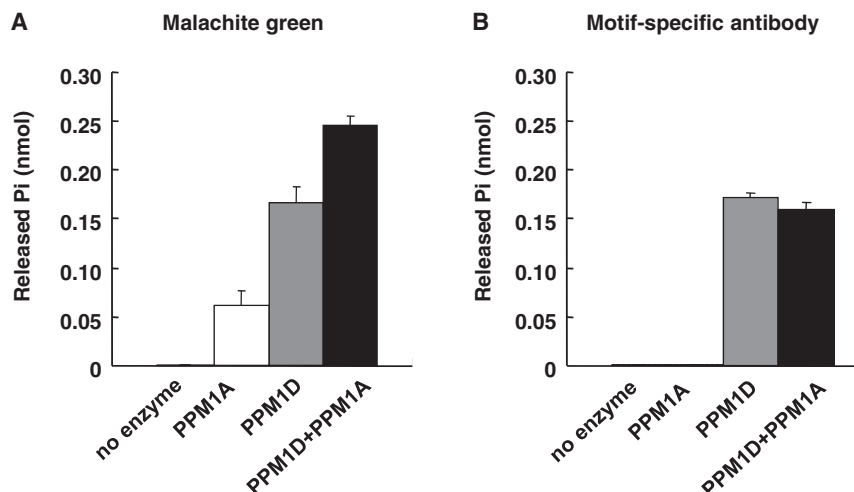 A Malachite green
Released Pi (nmol)
0.30
0.25
0.20
0.15
0.10
0.05
0
no enzyme
PPM1A
PPM1D
PPM1D+PPM1A
B Motif-specific antibody
Released Pi (nmol)
0.30
0.25
0.20
0.15
0.10
0.05
0
no enzyme
PPM1A
PPM1D
PPM1D+PPM1A